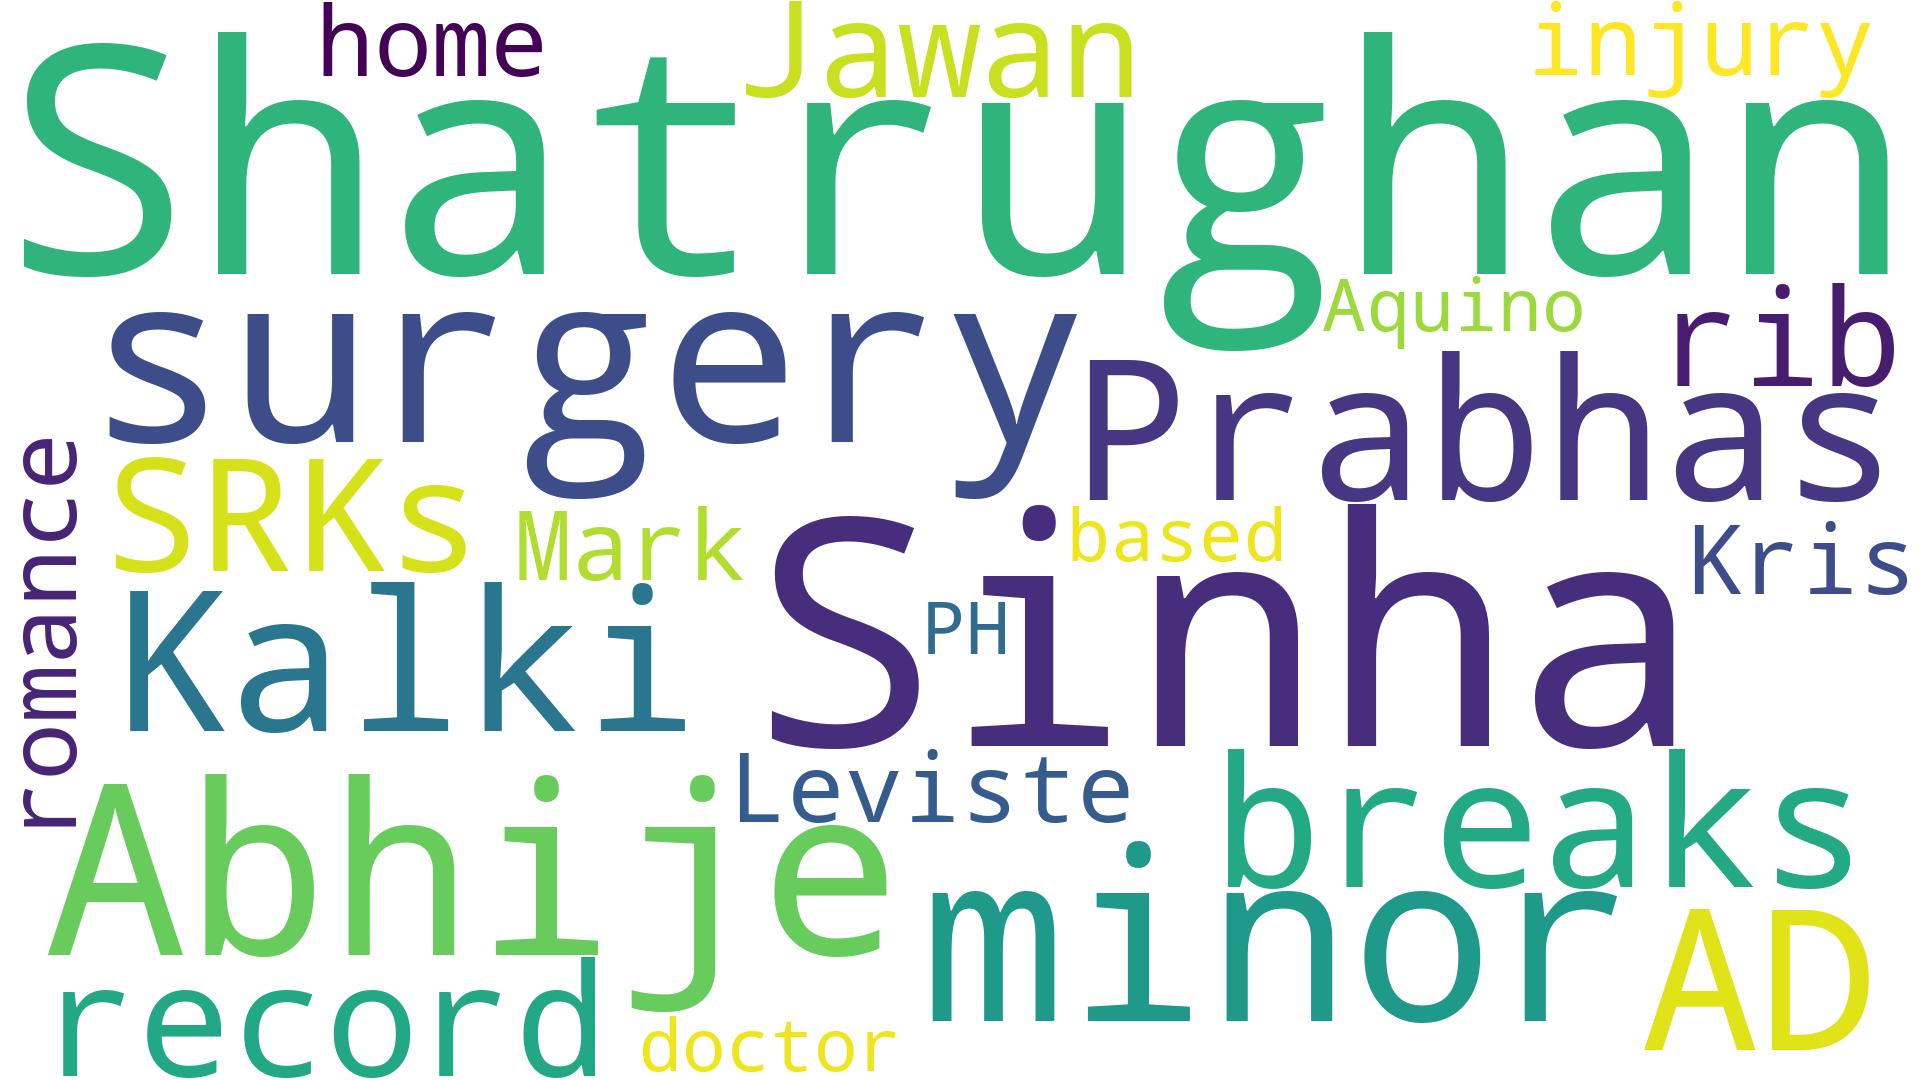 home
Jawan
injury
Shatrughan
surgery
Aquino
rib
Prabhas
romance
SRKs
Mark
Sinha
based
Kris
Kalki
PH
Leviste
breaks
Abhije
minor
AD
record
doctor